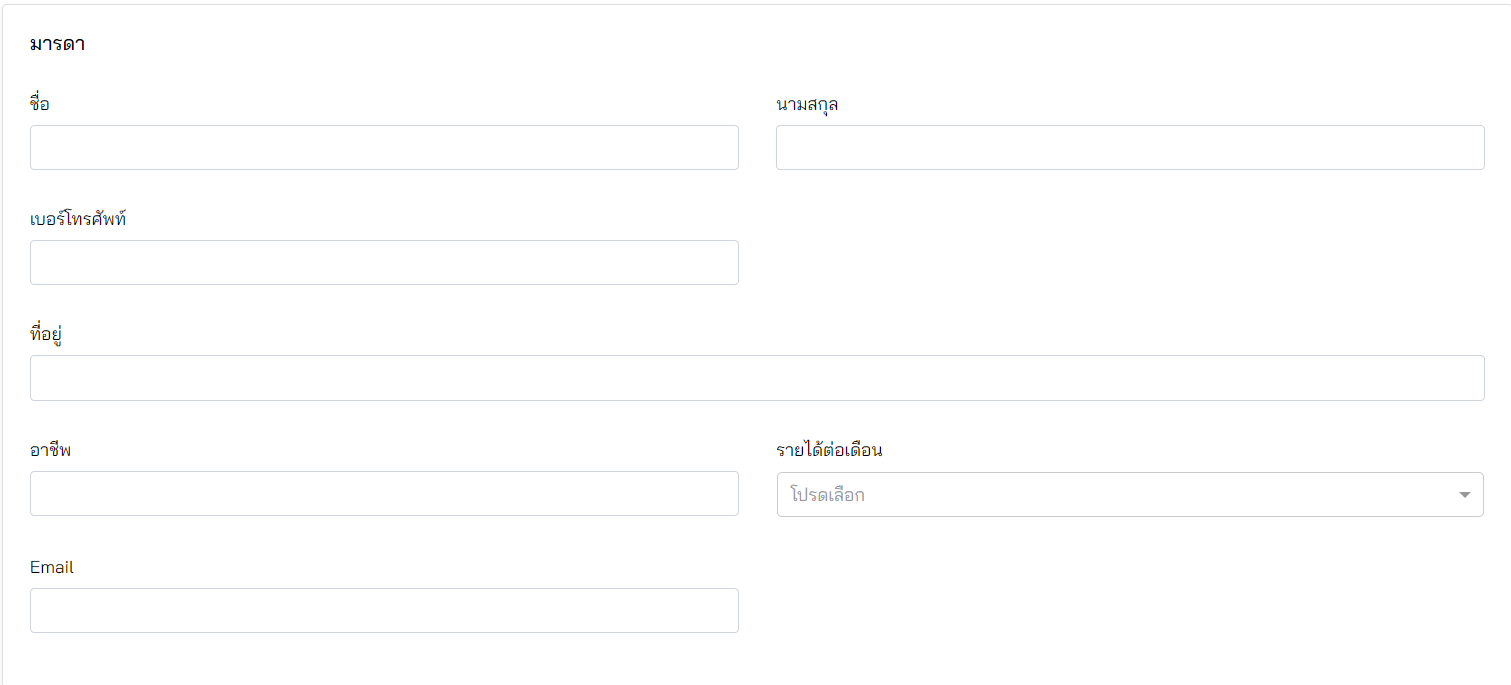 มารดา
ชื่อ นามสกุล
เบอร์โทรศัพท์
ที่อยู่
อาชีพ รายได้ต่อเดือน
โปรดเลือก
Email